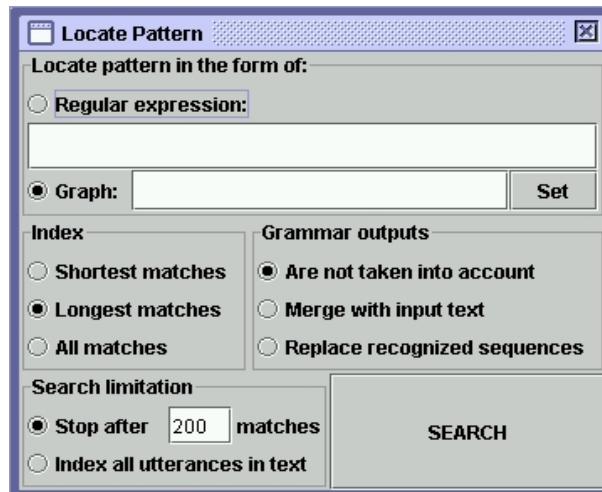 Locate Pattern
Locate pattern in the form of:
Regular expression:
Graph:
Set
Index
Shortest matches
Longest matches
All matches
Grammar outputs
Are not taken into account
Merge with input text
Replace recognized sequences
Search limitation
Stop after 200 matches
Index all utterances in text
SEARCH